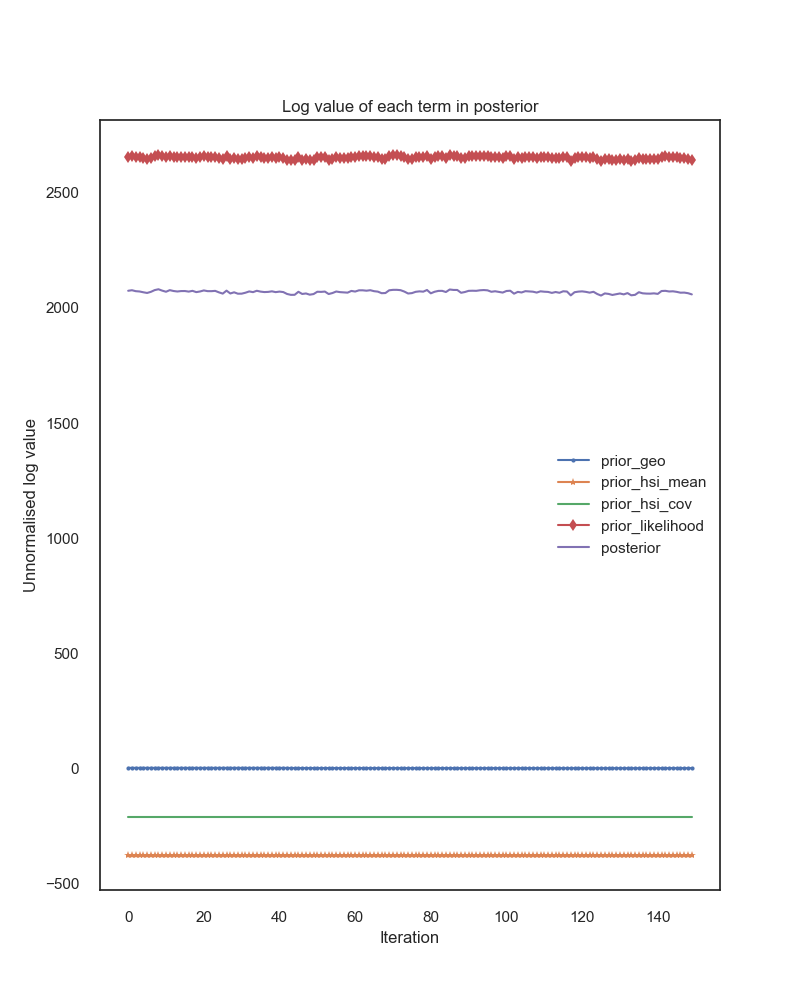 Log value of each term in posterior
Unnormalised log value
2500
2000
1500
1000
500
0
−500
prior_geo
prior_hsi_mean
prior_hsi_cov
prior_likelihood
posterior
0 20 40 60 80 100 120 140
Iteration